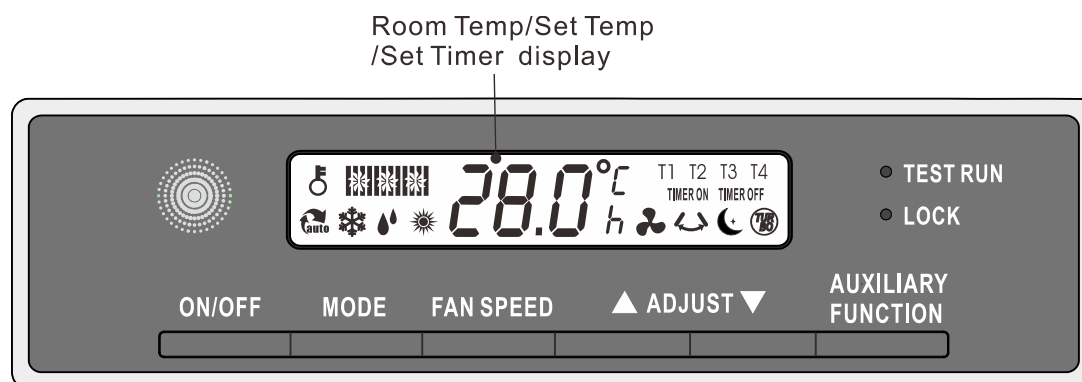 Room Temp/Set Temp
/Set Timer display
28.0°C
h
T1 T2 T3 T4
TIMER ON TIMER OFF
auto
TURBO
TEST RUN
LOCK
ON/OFF
MODE
FAN SPEED
▲ ADJUST ▼
AUXILIARY
FUNCTION